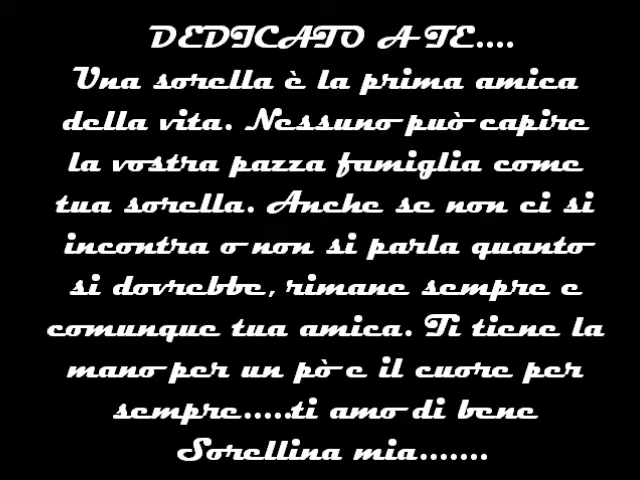 DEDICATO A TE....
Una sorella è la prima amica
della vita. Nessuno può capire
la vostra pazza famiglia come
tua sorella. Anche se non ci si
incontra o non si parla quanto
si dovrebbe, rimane sempre e
comunque tua amica. Ti tiene la
mano per un pò e il cuore per
sempre.....ti amo di bene
Sorellina mia.......